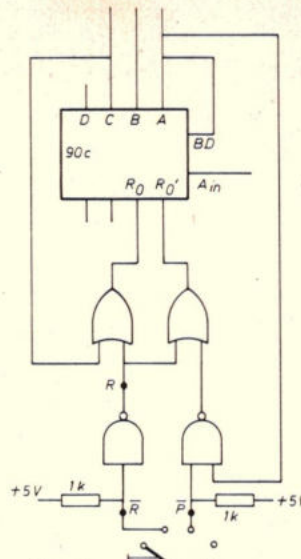 D C B A
BD
90c
R0 R0' Ain
R
+5V 1k R̅ P̅ 1k +5V